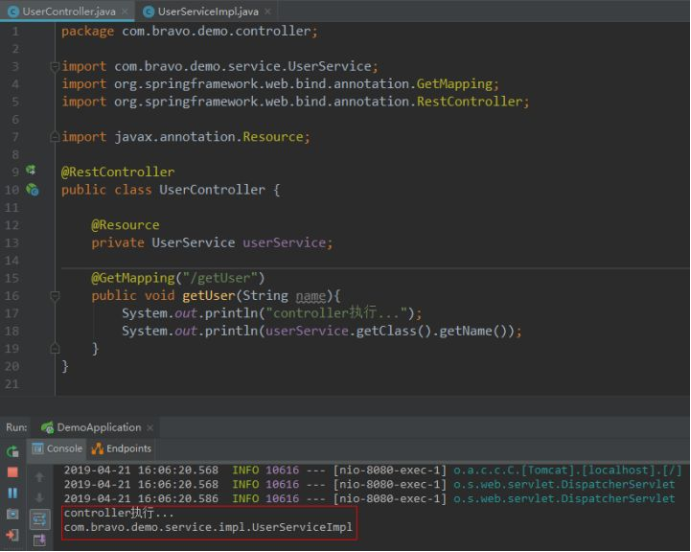 UserController.java × UserServiceImpl.java ×
1 package com.bravo.demo.controller;
2
3 import com.bravo.demo.service.UserService;
4 import org.springframework.web.bind.annotation.GetMapping;
5 import org.springframework.web.bind.annotation.RestController;
6
7 import javax.annotation.Resource;
8
9 @RestController
10 public class UserController {
11
12 @Resource
13 private UserService userService;
14
15 @GetMapping("/getUser")
16 public void getUser(String name){
17 System.out.println("controller执行...");
18 System.out.println(userService.getClass().getName());
19 }
20 }
21
Run: DemoApplication ×
Console Endpoints
2019-04-21 16:06:20.568 INFO 10616 --- [nio-8080-exec-1] o.a.c.c.C.[Tomcat].[localhost].[/]
2019-04-21 16:06:20.568 INFO 10616 --- [nio-8080-exec-1] o.s.web.servlet.DispatcherServlet
2019-04-21 16:06:20.586 INFO 10616 --- [nio-8080-exec-1] o.s.web.servlet.DispatcherServlet
controller执行...
com.bravo.demo.service.impl.UserServiceImpl